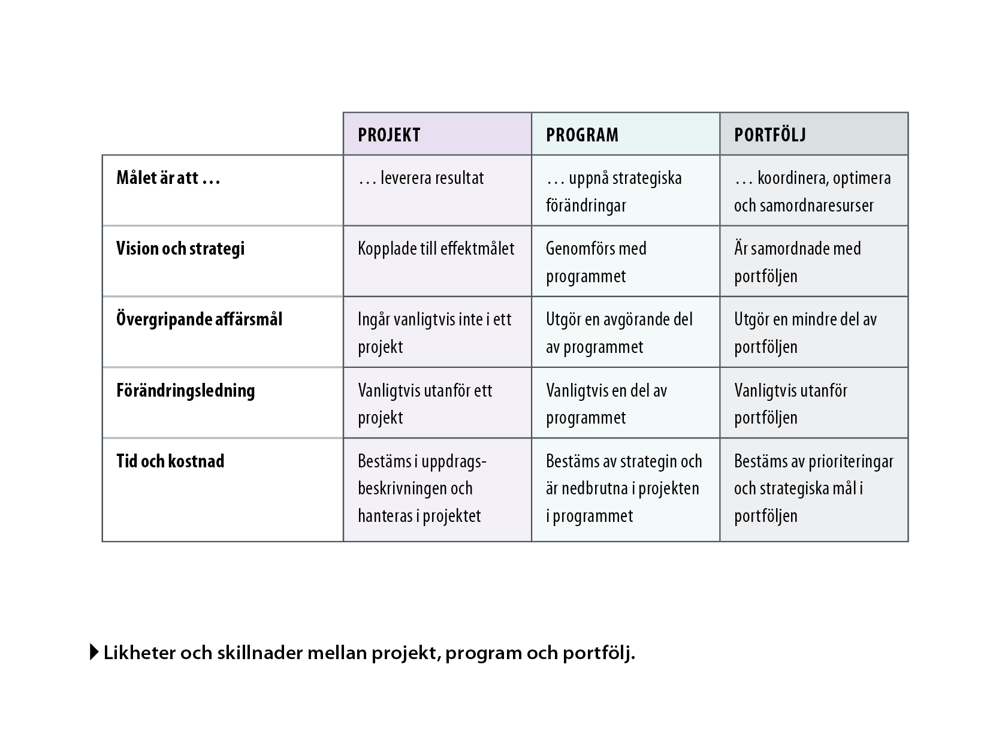 PROJEKT PROGRAM PORTFÖLJ
Målet är att … … leverera resultat … uppnå strategiska … koordinera, optimera
förändringar och samordnaresurser
Vision och strategi Kopplade till effektmålet Genomförs med Är samordnade med
programmet portföljen
Övergripande affärsmål Ingår vanligtvis inte i ett Utgör en avgörande del Utgör en mindre del av
projekt av programmet portföljen
Förändringsledning Vanligtvis utanför ett Vanligtvis en del av Vanligtvis utanför
projekt programmet portföljen
Tid och kostnad Bestäms i uppdrags- Bestäms av strategin och Bestäms av prioriteringar
beskrivningen och är nedbrutna i projekten och strategiska mål i
hanteras i projektet i programmet portföljen
Likheter och skillnader mellan projekt, program och portfölj.